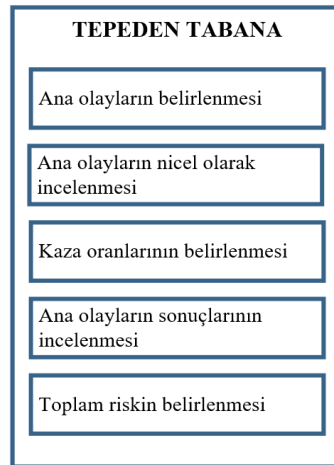 TEPEDEN TABANA
Ana olayların belirlenmesi
Ana olayların nicel olarak
incelenmesi
Kaza oranlarının belirlenmesi
Ana olayların sonuçlarının
incelenmesi
Toplam riskin belirlenmesi